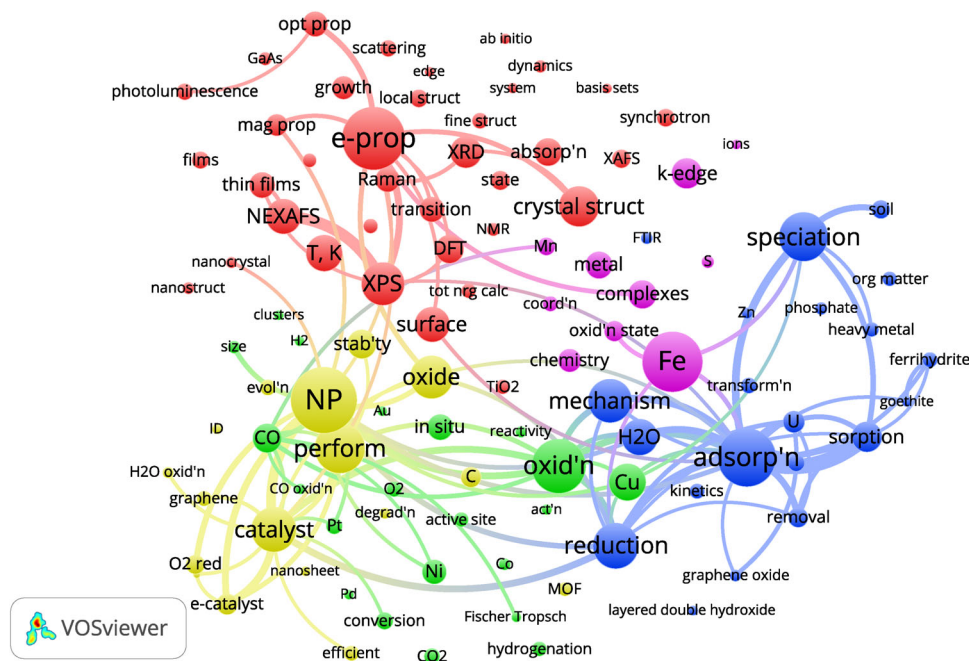 opt prop
ab initio
scattering
GaAs
edge
dynamics
photoluminescence
growth
local struct
system
basis sets
mag prop
fine struct
synchrotron
e-prop
ions
films
XRD
absorp'n
XAFS
k-edge
Raman
state
thin films
NEXAFS
transition
crystal struct
soil
NMR
FTIR
speciation
T, K
DFT
Mn
nanocrystal
metal
S
nanostruct
XPS
tot nrg calc
complexes
org matter
coord'n
Zn
phosphate
clusters
surface
oxid'n state
heavy metal
size
H2
stab'ty
chemistry
Fe
ferrihydrite
evol'n
oxide
TiO2
transform'n
goethite
NP
Au
mechanism
ID
CO
in situ
reactivity
H2O
U
sorption
perform
oxid'n
adsorp'n
H2O oxid'n
C
Cu
CO oxid'n
O2
kinetics
graphene
degrad'n
act'n
removal
catalyst
Pt
active site
reduction
O2 red
nanosheet
Ni
Co
graphene oxide
e-catalyst
Pd
MOF
layered double hydroxide
conversion
Fischer Tropsch
VOSviewer
efficient
CO2
hydrogenation